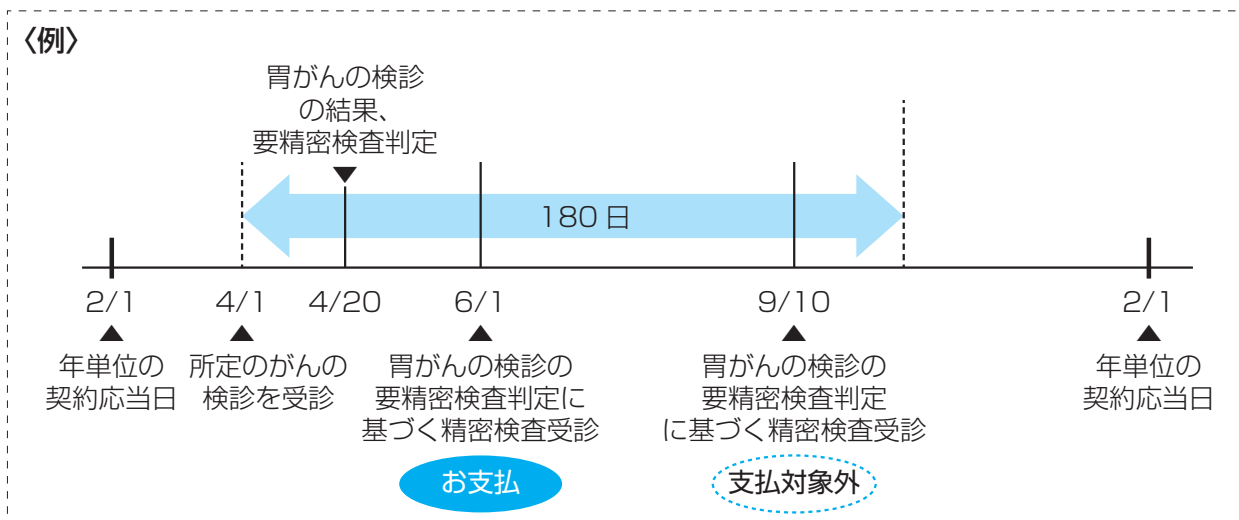 〈例〉
胃がんの検診
の結果、
要精密検査判定
180日
2/1
4/1
4/20
6/1
9/10
2/1
年単位の
契約応当日
所定のがんの
検診を受診
胃がんの検診の
要精密検査判定に
基づく精密検査受診
胃がんの検診の
要精密検査判定
に基づく精密検査受診
年単位の
契約応当日
お支払
支払対象外